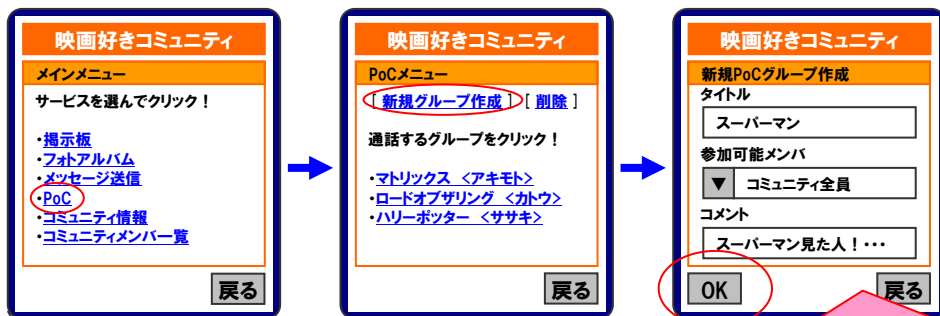 映画好きコミュニティ
メインメニュー
サービスを選んでクリック！
・掲示板
・フォトアルバム
・メッセージ送信
・PoC
・コミュニティ情報
・コミュニティメンバ一覧
戻る
映画好きコミュニティ
PoCメニュー
[ 新規グループ作成 ] [ 削除 ]
通話するグループをクリック！
・マトリックス <アキモト>
・ロードオブザリング <カトウ>
・ハリーポッター <ササキ>
戻る
映画好きコミュニティ
新規PoCグループ作成
タイトル
スーパーマン
参加可能メンバ
▼ コミュニティ全員
コメント
スーパーマン見た人！・・・
OK 戻る